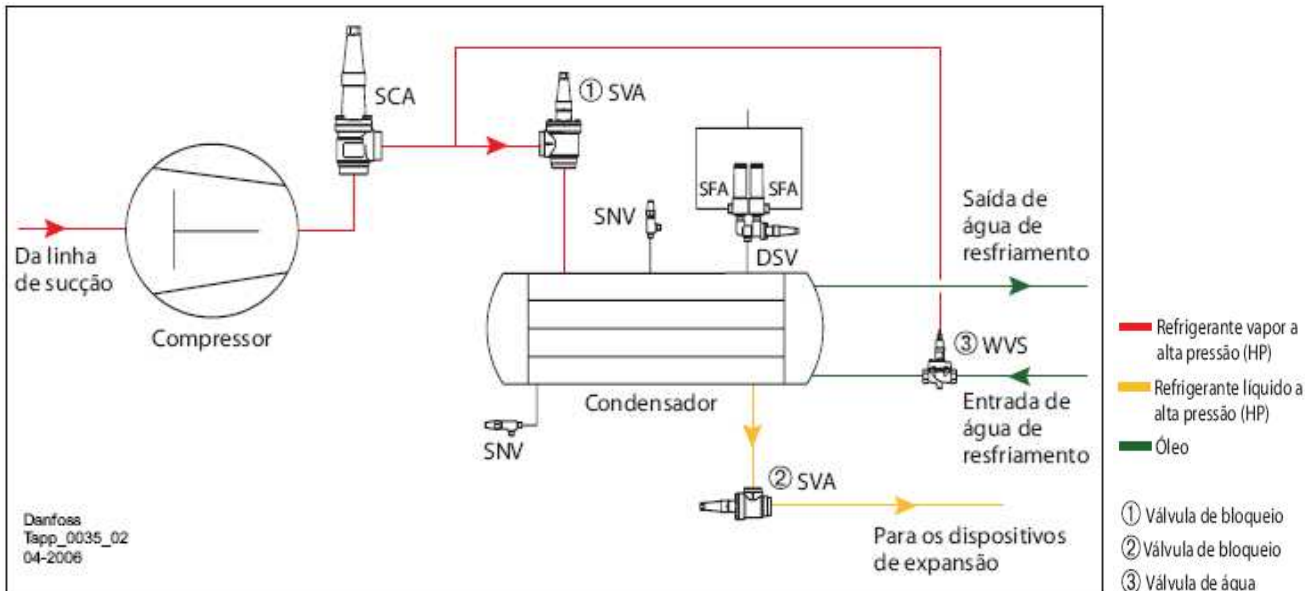 SCA
① SVA
SFA SFA
SNV
DSV
Saída de
água de
resfriamento
Da linha
de sucção
Compressor
③ WVS
Condensador
Entrada de
água de
resfriamento
SNV
② SVA
Para os dispositivos
de expansão
Danfoss
Tapp_0035_02
04-2006
Refrigerante vapor a
alta pressão (HP)
Refrigerante líquido a
alta pressão (HP)
Óleo
① Válvula de bloqueio
② Válvula de bloqueio
③ Válvula de água